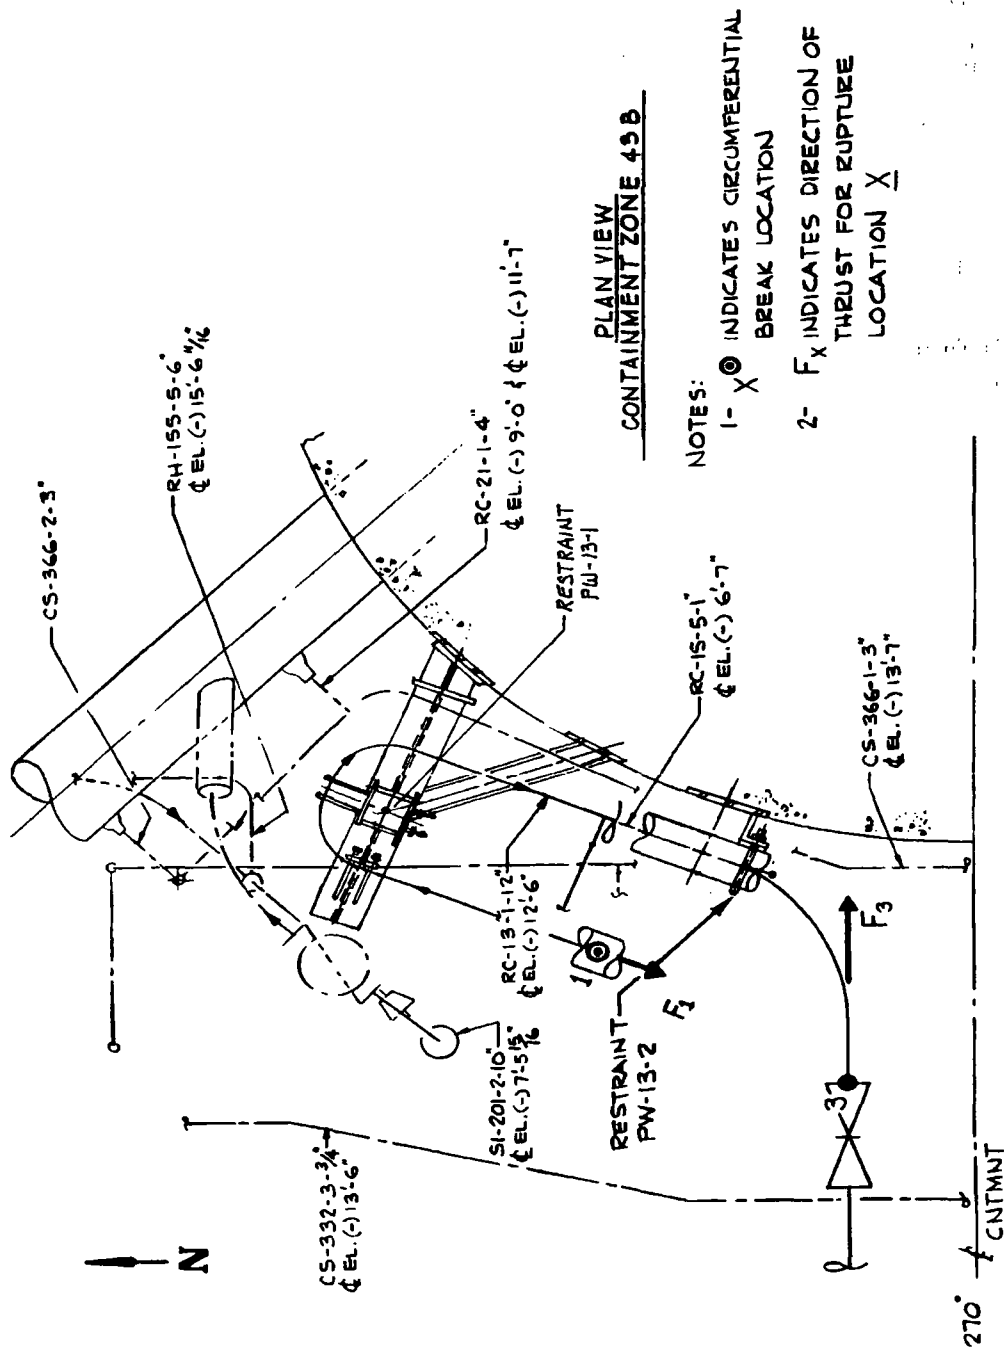 CS-366-2-3"
RH-155-5-6"
℄ EL.(-) 15'-6 11/16"
RC-21-1-4"
℄ EL.(-) 9'-0" & ℄ EL.(-) 11'-7"
RESTRAINT
PW-13-1
RC-15-5-1"
℄ EL.(-) 6'-7"
CS-366-1-3"
℄ EL.(-) 13'-7"
RC-13-1-12"
℄ EL.(-) 12'-6"
1
F1
RESTRAINT
PW-13-2
SI-201-2-10"
℄ EL.(-) 7'-5 15/16"
CS-332-3-3/4"
℄ EL.(-) 13'-6"
N
3
F3
270°
℄ CNTMNT
PLAN VIEW
CONTAINMENT ZONE 43B
NOTES:
1- X INDICATES CIRCUMFERENTIAL
BREAK LOCATION
2- FX INDICATES DIRECTION OF
THRUST FOR RUPTURE
LOCATION X